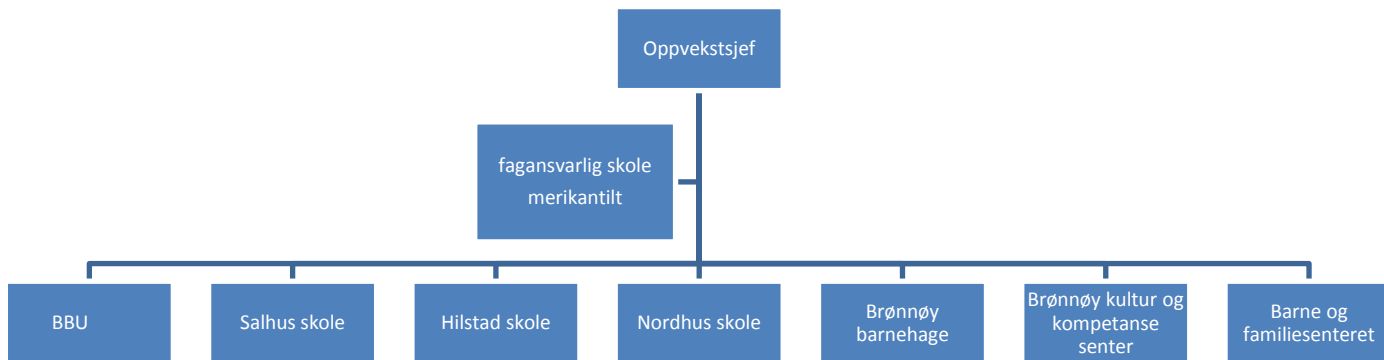 Oppvekstsjef
fagansvarlig skole
merikantilt
BBU
Salhus skole
Hilstad skole
Nordhus skole
Brønnøy
barnehage
Brønnøy kultur og
kompetanse
senter
Barne og
familiesenteret